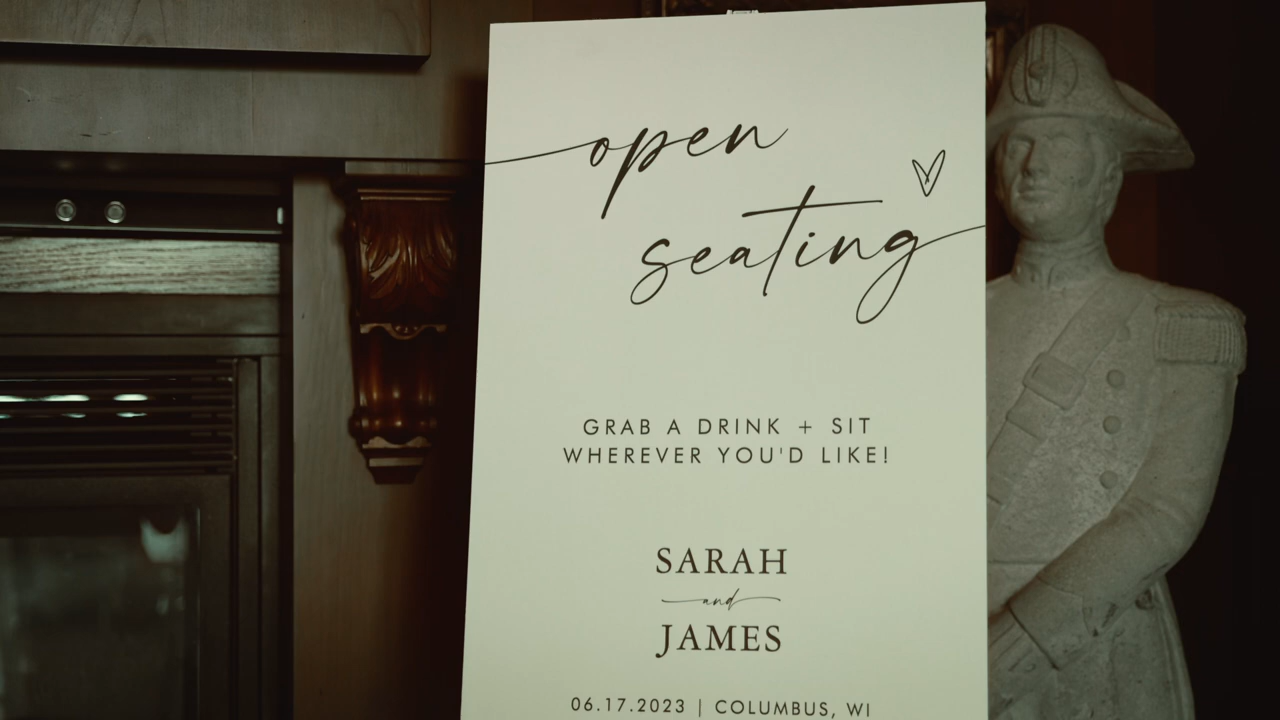 open
seating
GRAB A DRINK + SIT
WHEREVER YOU'D LIKE!
SARAH
and
JAMES
06.17.2023 | COLUMBUS, WI